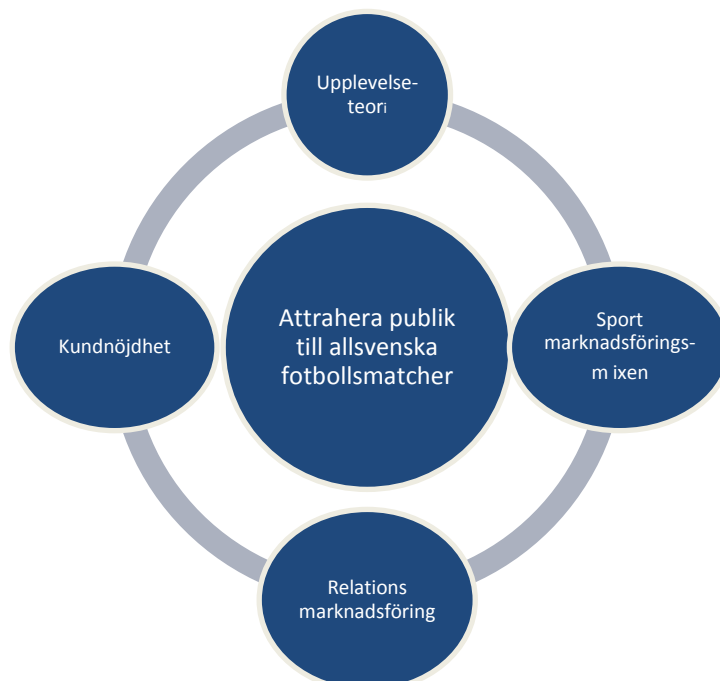 Upplevelse-
teori
Attrahera publik
till allsvenska
fotbollsmatcher
Kundnöjdhet
Sport
marknadsförings-
m ixen
Relations
marknadsföring